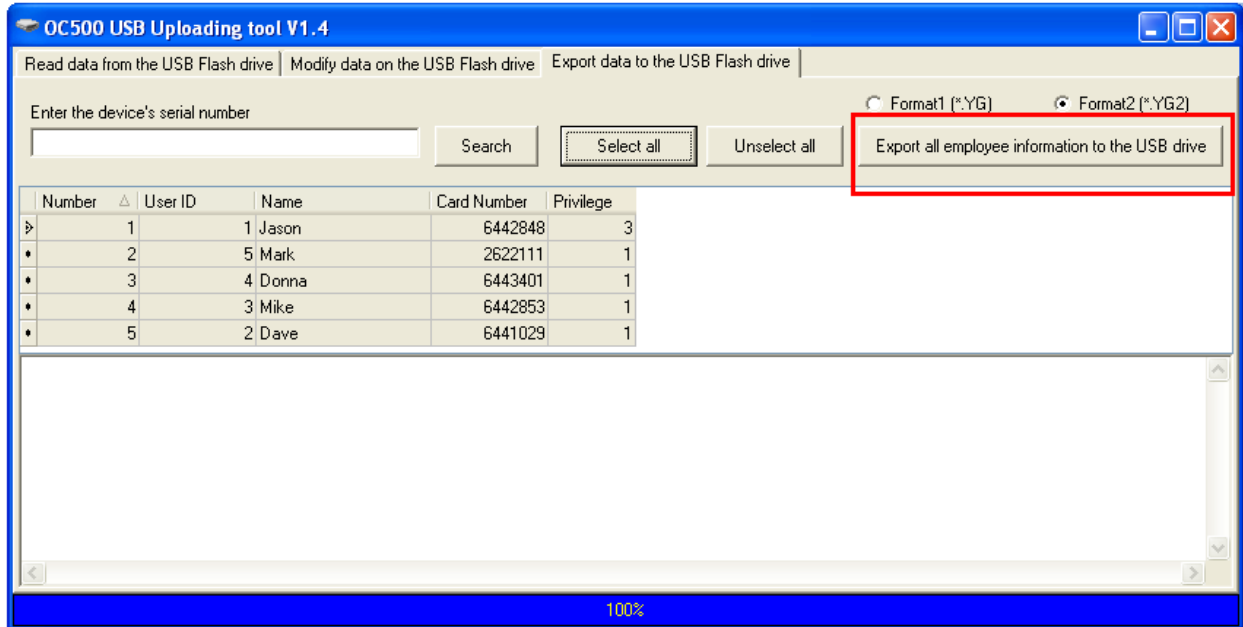 OC500 USB Uploading tool V1.4
Read data from the USB Flash drive Modify data on the USB Flash drive Export data to the USB Flash drive
Format1 (*.YG) Format2 (*.YG2)
Enter the device's serial number
Search Select all Unselect all Export all employee information to the USB drive
Number User ID Name Card Number Privilege
1 1 Jason 6442848 3
2 5 Mark 2622111 1
3 4 Donna 6443401 1
4 3 Mike 6442853 1
5 2 Dave 6441029 1
100%